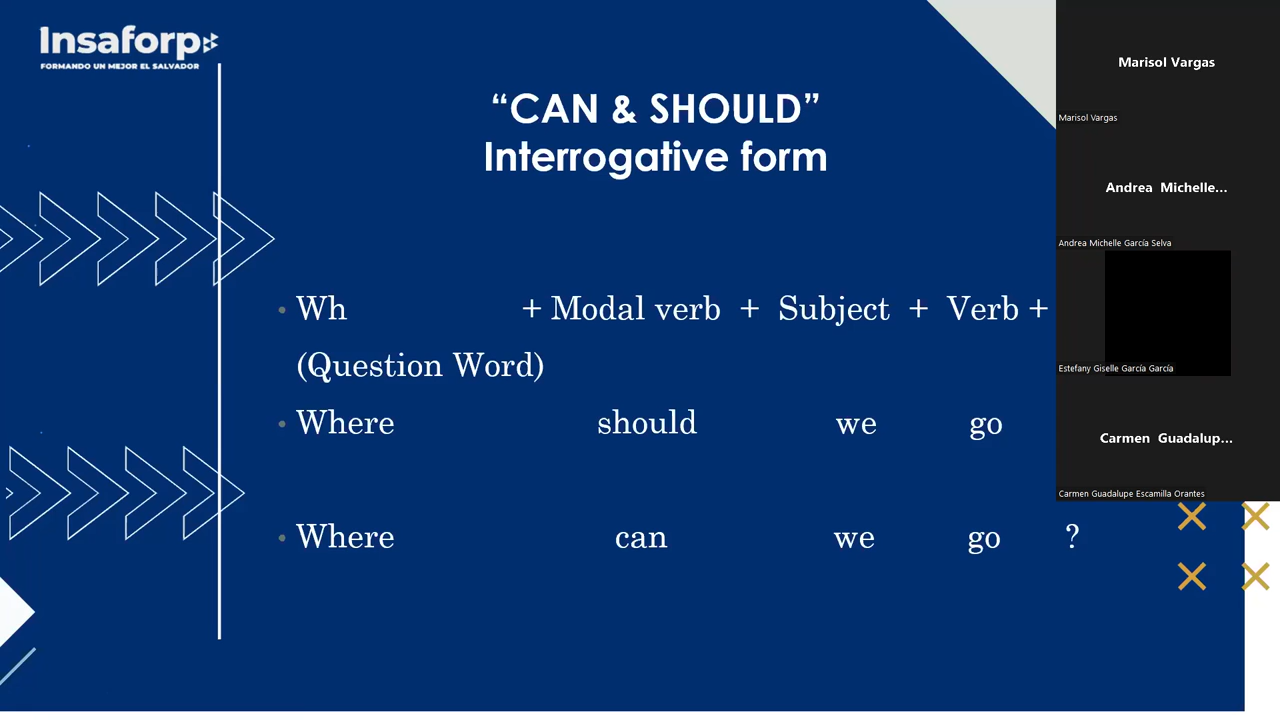 Insaforp
FORMANDO UN MEJOR EL SALVADOR
“CAN & SHOULD”
Interrogative form
• Wh + Modal verb + Subject + Verb +
(Question Word)
• Where should we go
• Where can we go ?
Marisol Vargas
Marisol Vargas
Andrea Michelle...
Andrea Michelle García Selva
Estefany Giselle García García
Carmen Guadalup...
Carmen Guadalupe Escamilla Orantes